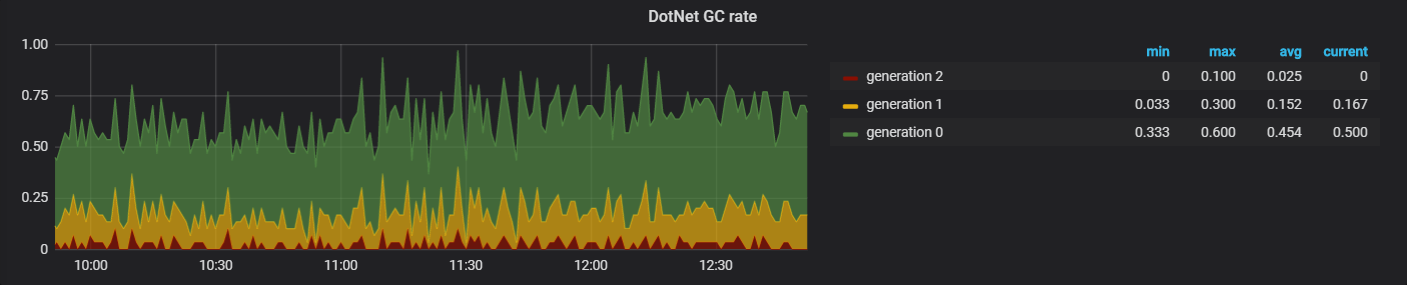 DotNet GC rate
1.00
0.75
0.50
0.25
0
10:00 10:30 11:00 11:30 12:00 12:30
min max avg current
generation 2 0 0.100 0.025 0
generation 1 0.033 0.300 0.152 0.167
generation 0 0.333 0.600 0.454 0.500